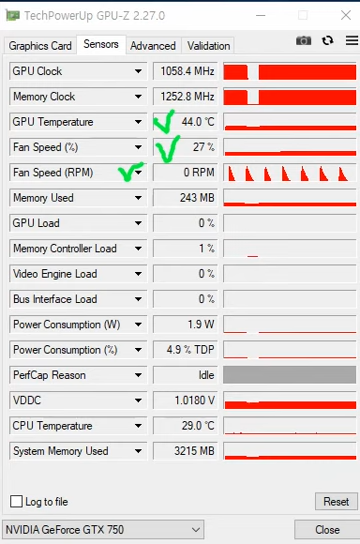 TechPowerUp GPU-Z 2.27.0
Graphics Card Sensors Advanced Validation
GPU Clock 1058.4 MHz
Memory Clock 1252.8 MHz
GPU Temperature 44.0 °C
Fan Speed (%) 27 %
Fan Speed (RPM) 0 RPM
Memory Used 243 MB
GPU Load 0 %
Memory Controller Load 1 %
Video Engine Load 0 %
Bus Interface Load 0 %
Power Consumption (W) 1.9 W
Power Consumption (%) 4.9 % TDP
PerfCap Reason Idle
VDDC 1.0180 V
CPU Temperature 29.0 °C
System Memory Used 3215 MB
Log to file Reset
NVIDIA GeForce GTX 750 Close